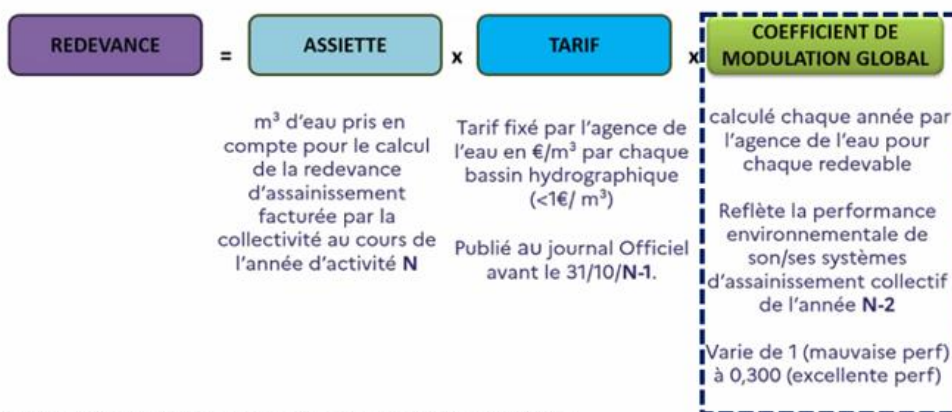 REDEVANCE
=
ASSIETTE
x
TARIF
x
COEFFICIENT DE
MODULATION GLOBAL
m³ d'eau pris en
compte pour le calcul
de la redevance
d'assainissement
facturée par la
collectivité au cours de
l'année d'activité N
Tarif fixé par l'agence de
l'eau en €/m³ par chaque
bassin hydrographique
(<1€/ m³)
Publié au journal Officiel
avant le 31/10/N-1.
calculé chaque année par
l'agence de l'eau pour
chaque redevable
Reflète la performance
environnementale de
son/ses systèmes
d'assainissement collectif
de l'année N-2
Varie de 1 (mauvaise perf)
à 0,300 (excellente perf)